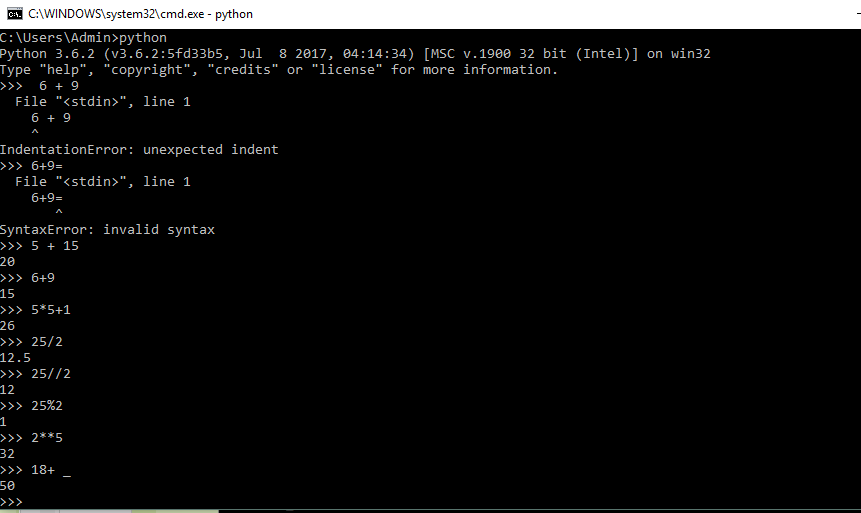 C:\WINDOWS\system32\cmd.exe - python
C:\Users\Admin>python
Python 3.6.2 (v3.6.2:5fd33b5, Jul  8 2017, 04:14:34) [MSC v.1900 32 bit (Intel)] on win32
Type "help", "copyright", "credits" or "license" for more information.
>>>  6 + 9
  File "<stdin>", line 1
    6 + 9
    ^
IndentationError: unexpected indent
>>> 6+9=
  File "<stdin>", line 1
    6+9=
       ^
SyntaxError: invalid syntax
>>> 5 + 15
20
>>> 6+9
15
>>> 5*5+1
26
>>> 25/2
12.5
>>> 25//2
12
>>> 25%2
1
>>> 2**5
32
>>> 18+ _
50
>>>